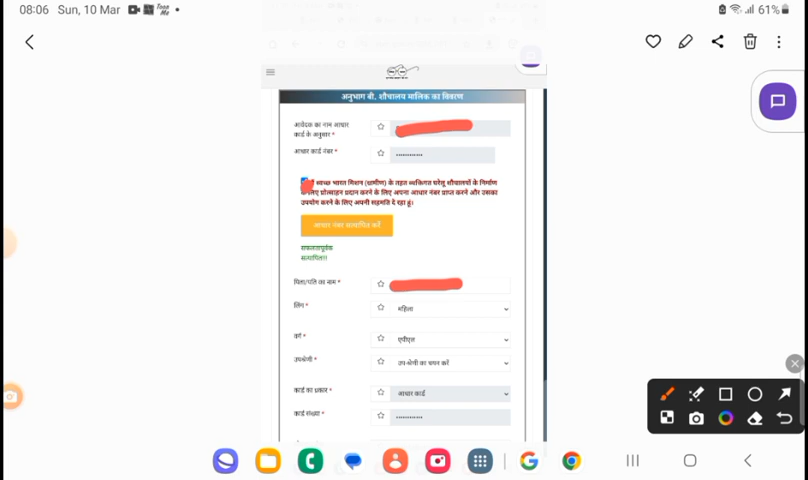 08:06 Sun, 10 Mar
61%
अनुभाग बी. शौचालय मालिक का विवरण
आवेदक का नाम आधार
कार्ड के अनुसार *
आधार कार्ड नंबर *
स्वच्छ भारत मिशन (ग्रामीण) के तहत व्यक्तिगत घरेलू शौचालयों के निर्माण
के लिए प्रोत्साहन प्रदान करने के लिए अपना आधार नंबर प्राप्त करने और उसका
उपयोग करने के लिए अपनी सहमति दे रहा हूं।
आधार नंबर सत्यापित करें
सफलतापूर्वक
सत्यापित!!
पिता/पति का नाम *
लिंग *
महिला
वर्ग *
एपीएल
उपश्रेणी *
उप श्रेणी का चयन करें
कार्ड का प्रकार *
आधार कार्ड
कार्ड संख्या *